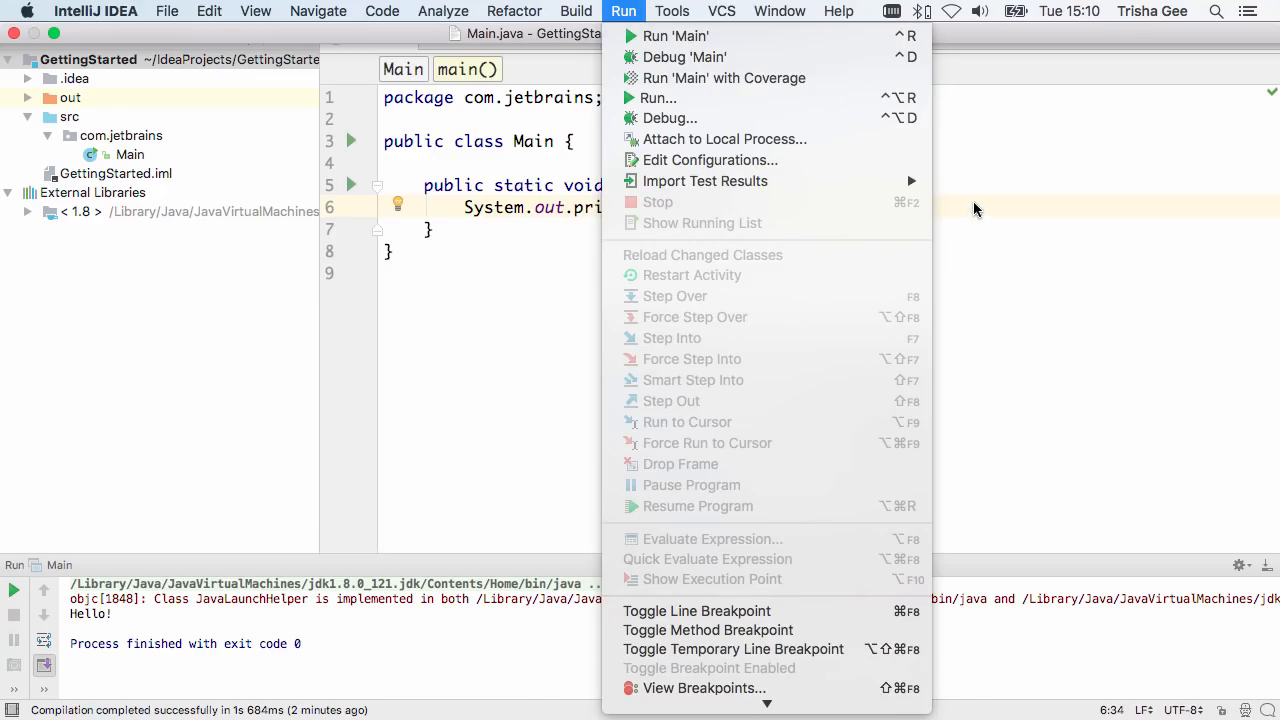 IntelliJ IDEA File Edit View Navigate Code Analyze Refactor Build Run Tools VCS Window Help Tue 15:10 Trisha Gee
Main.java - GettingSta
GettingStarted ~/IdeaProjects/GettingStarte
.idea
out
src
com.jetbrains
Main
GettingStarted.iml
External Libraries
< 1.8 > /Library/Java/JavaVirtualMachines
Main main()
1 package com.jetbrains;
2
3 public class Main {
4
5 public static void
6 System.out.pri
7 }
8 }
9
Run 'Main' ⌃R
Debug 'Main' ⌃D
Run 'Main' with Coverage
Run... ⌃⌥R
Debug... ⌃⌥D
Attach to Local Process...
Edit Configurations...
Import Test Results
Stop ⌘F2
Show Running List
Reload Changed Classes
Restart Activity
Step Over F8
Force Step Over ⌥⇧F8
Step Into F7
Force Step Into ⌥⇧F7
Smart Step Into ⇧F7
Step Out ⇧F8
Run to Cursor ⌥F9
Force Run to Cursor ⌥⌘F9
Drop Frame
Pause Program
Resume Program ⌥⌘R
Evaluate Expression... ⌥F8
Quick Evaluate Expression ⌥⌘F8
Show Execution Point ⌥F10
Toggle Line Breakpoint ⌘F8
Toggle Method Breakpoint
Toggle Temporary Line Breakpoint ⌥⇧⌘F8
Toggle Breakpoint Enabled
View Breakpoints... ⇧⌘F8
Run Main
/Library/Java/JavaVirtualMachines/jdk1.8.0_121.jdk/Contents/Home/bin/java ...
objc[1848]: Class JavaLaunchHelper is implemented in both /Library/Java/Java bin/java and /Library/Java/JavaVirtualMachines/jdk
Hello!
Process finished with exit code 0
Compilation completed successfully in 1s 684ms (2 minutes ago) 6:34 LF UTF-8